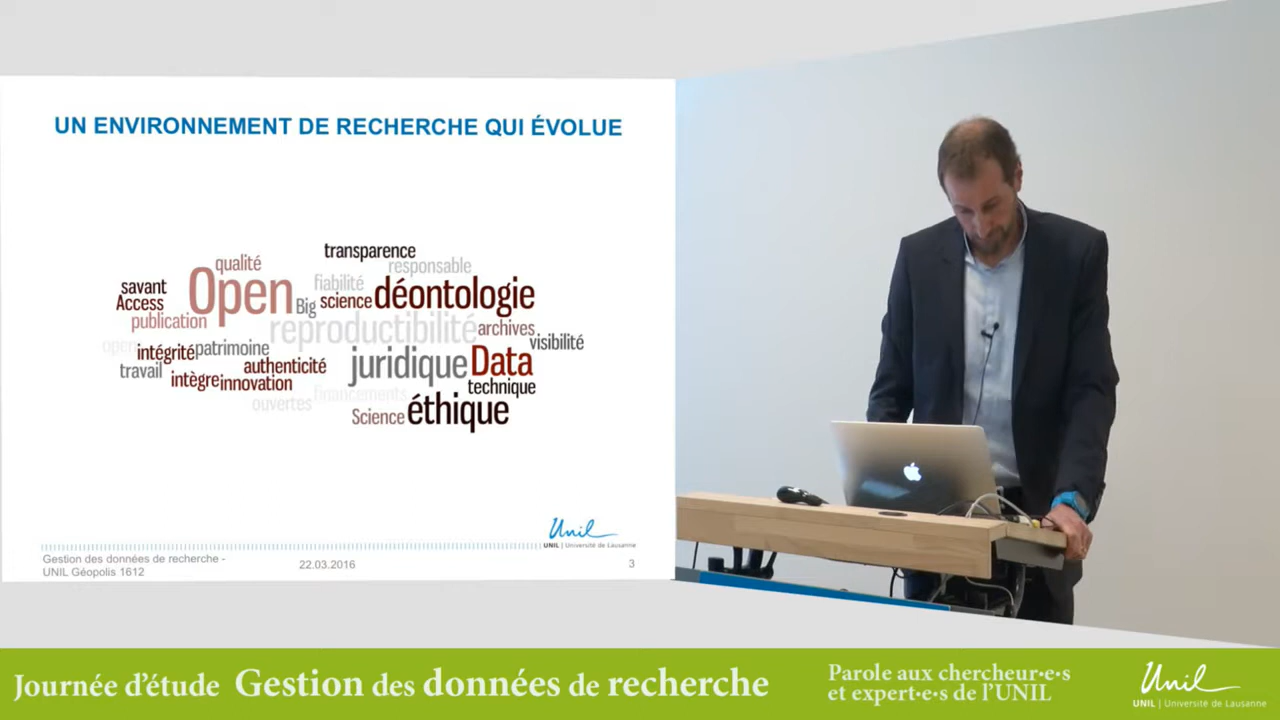 UN ENVIRONNEMENT DE RECHERCHE QUI ÉVOLUE
transparence
qualité
responsable
savant
Open
fiabilité
déontologie
Access
Big
science
publication
reproductibilité
archives
visibilité
intégrité
patrimoine
juridique
Data
travail
authenticité
intègre
innovation
technique
financements
ouvertes
Science
éthique
Unil
UNIL | Université de Lausanne
Gestion des données de recherche -
UNIL Géopolis 1612
22.03.2016
3
Journée d'étude Gestion des données de recherche
Parole aux chercheur•e•s
et expert•e•s de l'UNIL
Unil
UNIL | Université de Lausanne